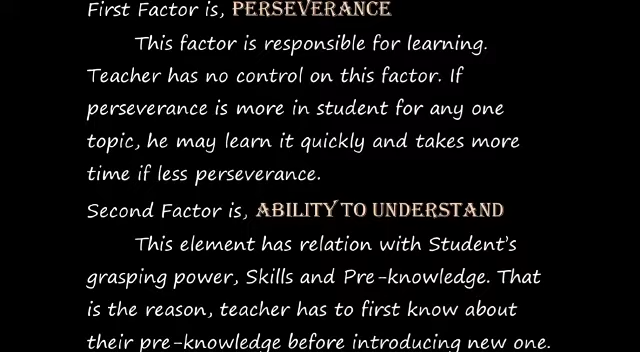 First Factor is, PERSEVERANCE
This factor is responsible for learning.
Teacher has no control on this factor. If
perseverance is more in student for any one
topic, he may learn it quickly and takes more
time if less perseverance.
Second Factor is, ABILITY TO UNDERSTAND
This element has relation with Student's
grasping power, Skills and Pre-knowledge. That
is the reason, teacher has to first know about
their pre-knowledge before introducing new one.